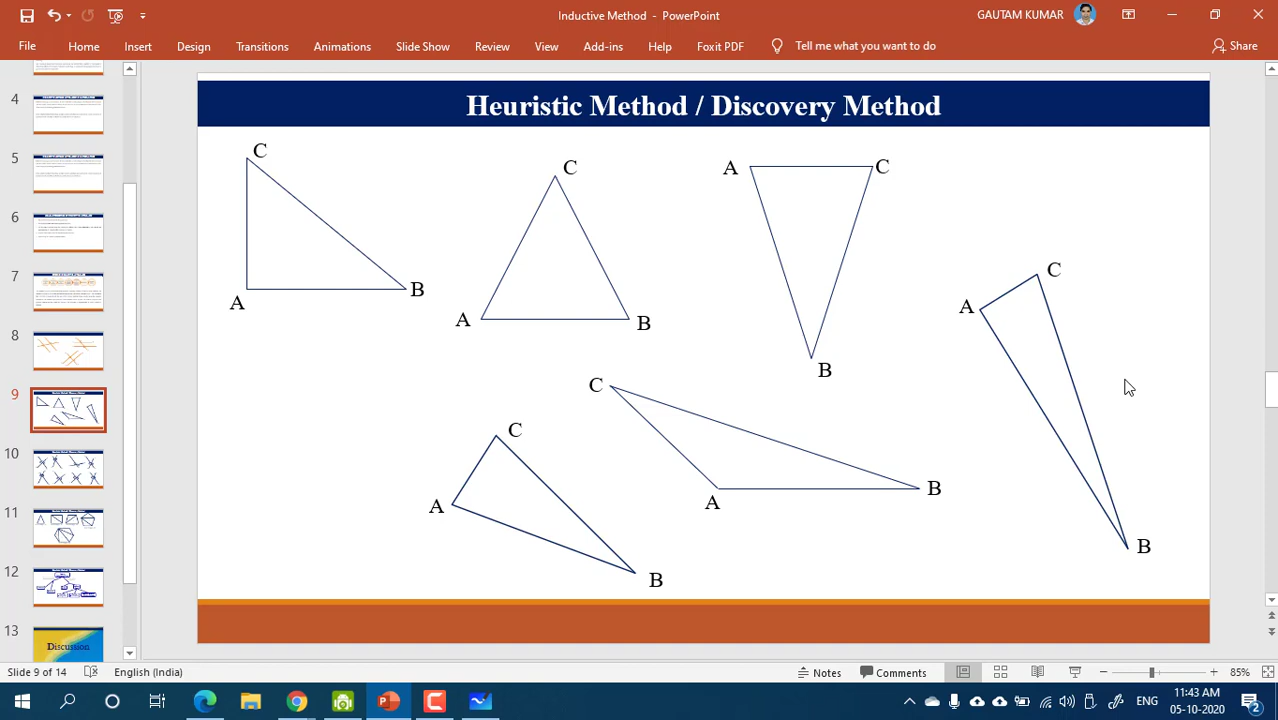 Inductive Method - PowerPoint
GAUTAM KUMAR
File Home Insert Design Transitions Animations Slide Show Review View Add-ins Help Foxit PDF Tell me what you want to do Share
4
5
6
7
8
9
10
11
12
13
Discussion
Heuristic Method / Discovery Method
C
A
B
C
A
B
A
C
B
C
A
B
C
A
B
C
A
B
Slide 9 of 14 English (India) Notes Comments 85%
ENG
11:43 AM
05-10-2020
2